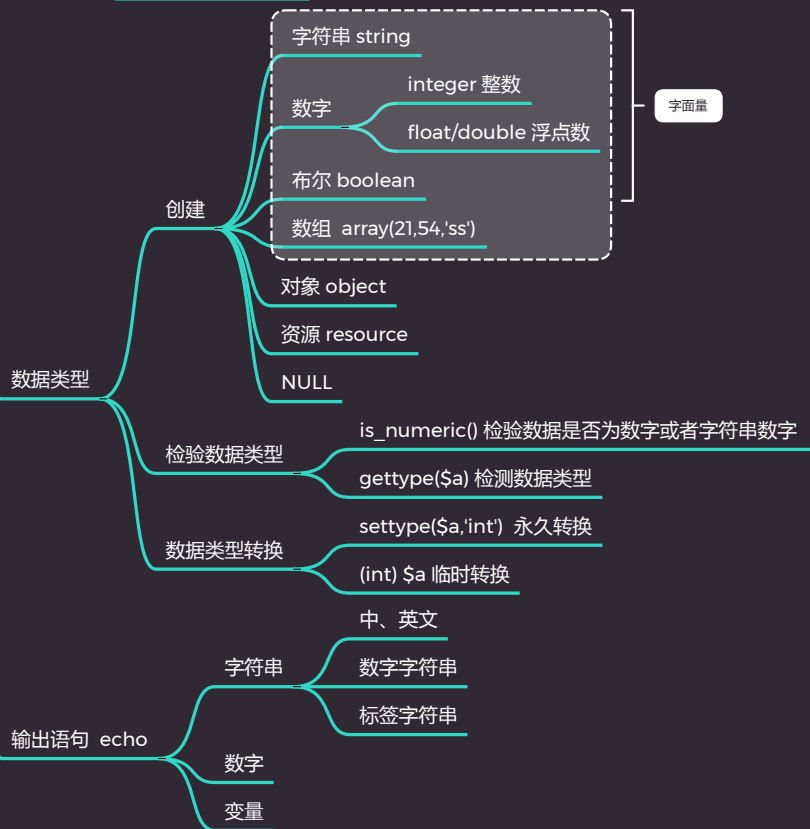 字符串 string
integer 整数
数字
float/double 浮点数
字面量
布尔 boolean
创建
数组 array(21,54,'ss')
对象 object
资源 resource
NULL
数据类型
is_numeric() 检验数据是否为数字或者字符串数字
检验数据类型
gettype($a) 检测数据类型
settype($a,'int') 永久转换
数据类型转换
(int) $a 临时转换
中、英文
字符串
数字字符串
标签字符串
输出语句 echo
数字
变量